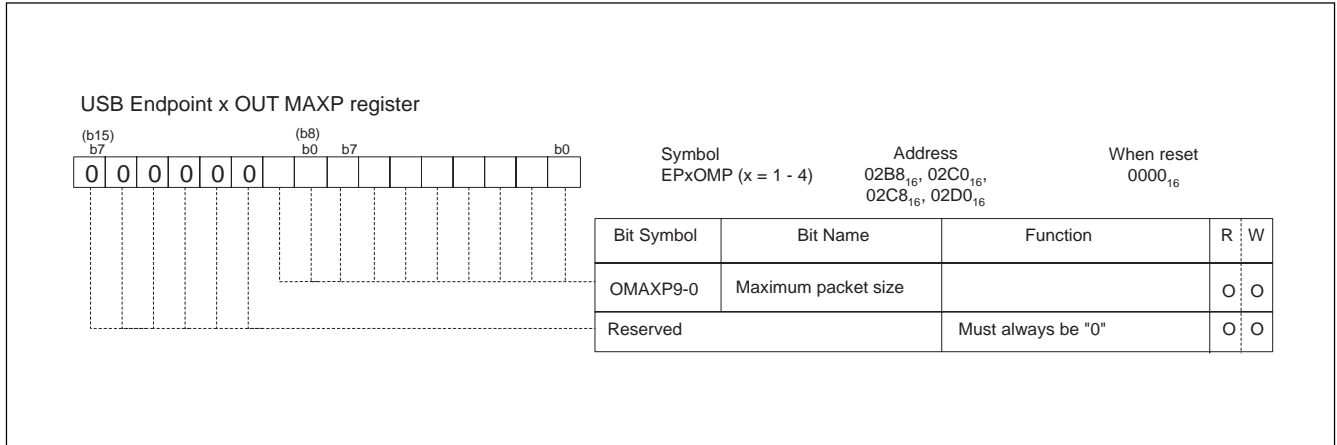 USB Endpoint x OUT MAXP register
(b15) (b8)
b7 b0 b7 b0
0 0 0 0 0 0
Symbol Address When reset
EPxOMP (x = 1 - 4) 02B8₁₆, 02C0₁₆, 0000₁₆
02C8₁₆, 02D0₁₆
Bit Symbol Bit Name Function R W
OMAXP9-0 Maximum packet size O O
Reserved Must always be "0" O O